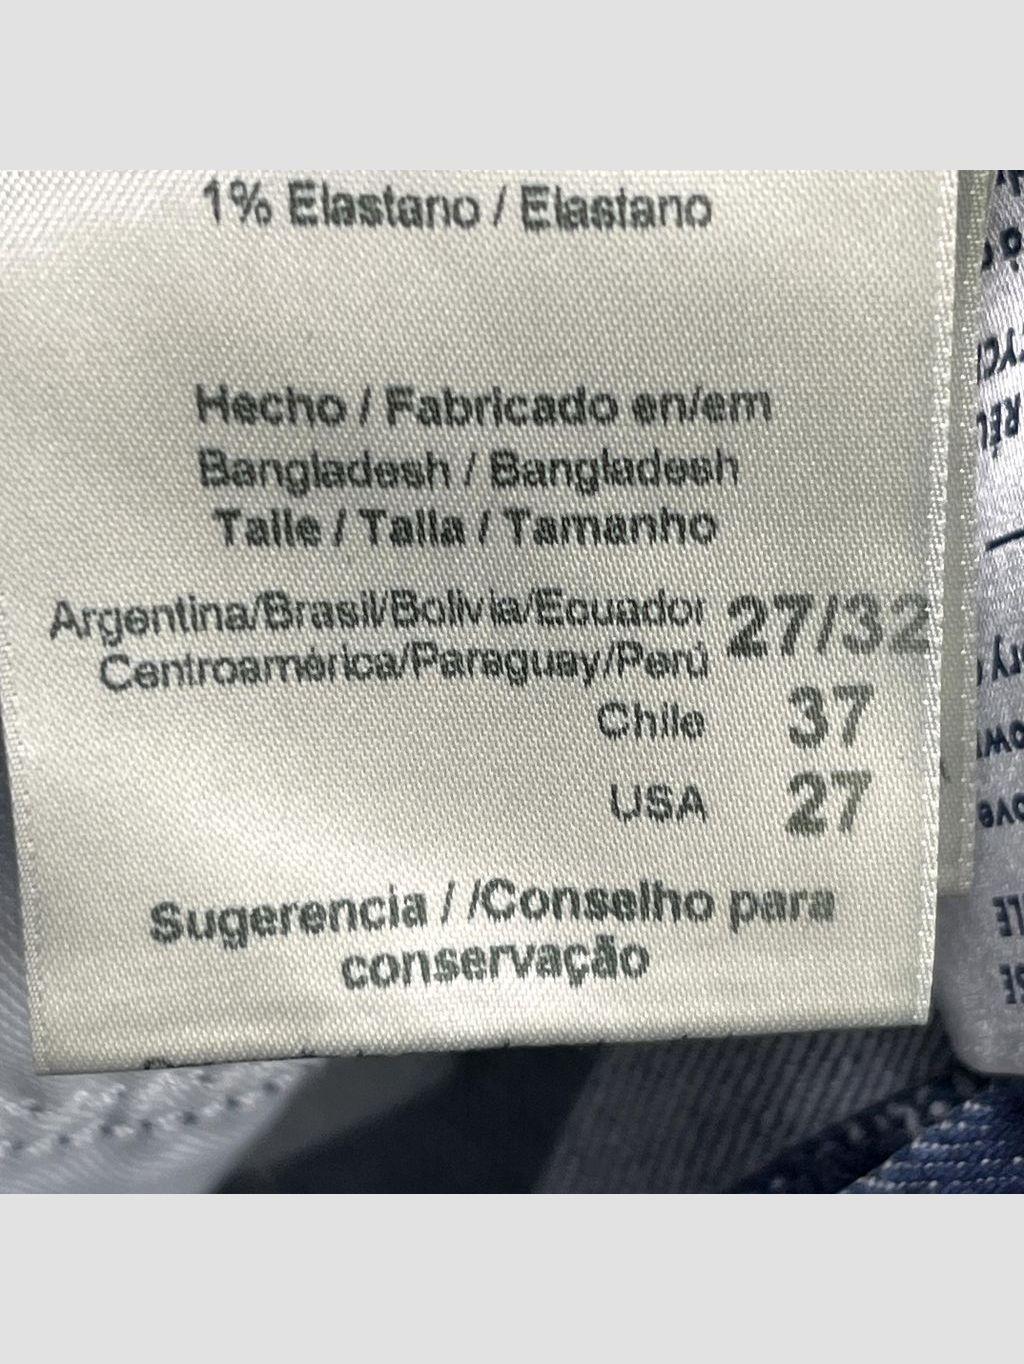 1% Elastano / Elastano
Hecho / Fabricado en/em
Bangladesh / Bangladesh
Talle / Talla / Tamanho
Argentina/Brasil/Bolivia/Ecuador 27/32
Centroamérica/Paraguay/Perú
Chile 37
USA 27
Sugerencia / /Conselho para
conservação